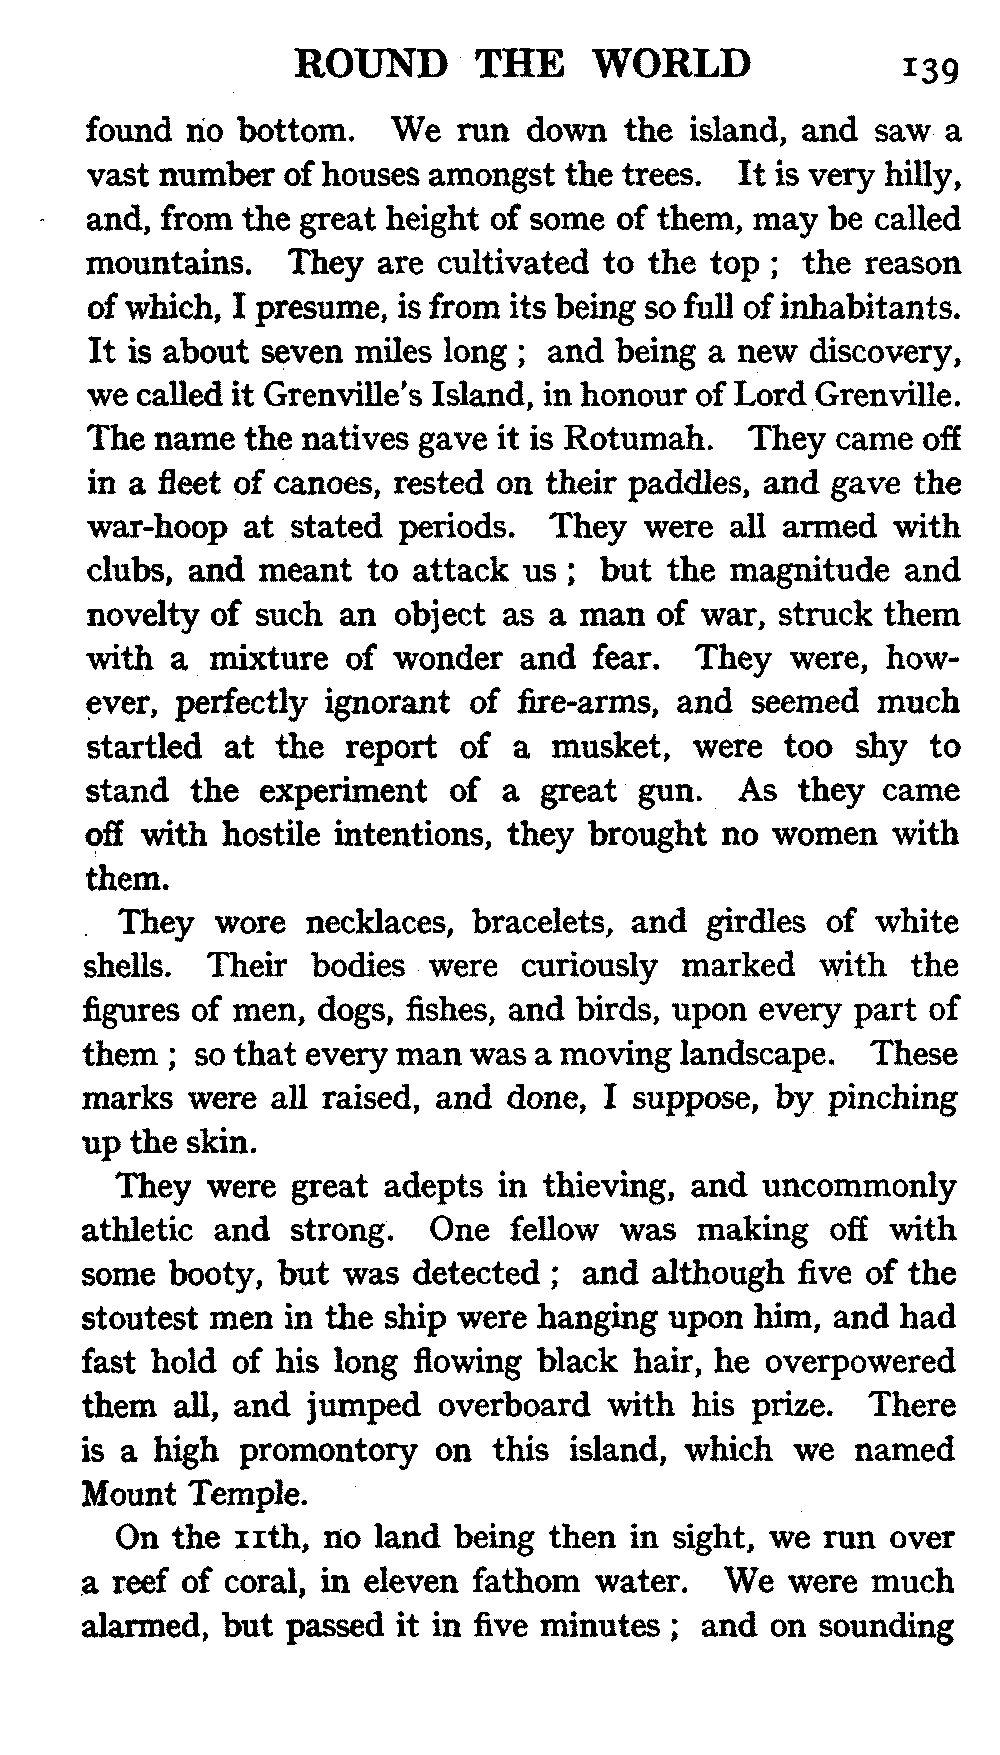 ROUND THE WORLD 139
found no bottom. We run down the island, and saw a
vast number of houses amongst the trees. It is very hilly,
and, from the great height of some of them, may be called
mountains. They are cultivated to the top ; the reason
of which, I presume, is from its being so full of inhabitants.
It is about seven miles long ; and being a new discovery,
we called it Grenville's Island, in honour of Lord Grenville.
The name the natives gave it is Rotumah. They came off
in a fleet of canoes, rested on their paddles, and gave the
war-hoop at stated periods. They were all armed with
clubs, and meant to attack us ; but the magnitude and
novelty of such an object as a man of war, struck them
with a mixture of wonder and fear. They were, how-
ever, perfectly ignorant of fire-arms, and seemed much
startled at the report of a musket, were too shy to
stand the experiment of a great gun. As they came
off with hostile intentions, they brought no women with
them.
They wore necklaces, bracelets, and girdles of white
shells. Their bodies were curiously marked with the
figures of men, dogs, fishes, and birds, upon every part of
them ; so that every man was a moving landscape. These
marks were all raised, and done, I suppose, by pinching
up the skin.
They were great adepts in thieving, and uncommonly
athletic and strong. One fellow was making off with
some booty, but was detected ; and although five of the
stoutest men in the ship were hanging upon him, and had
fast hold of his long flowing black hair, he overpowered
them all, and jumped overboard with his prize. There
is a high promontory on this island, which we named
Mount Temple.
On the 11th, no land being then in sight, we run over
a reef of coral, in eleven fathom water. We were much
alarmed, but passed it in five minutes ; and on sounding